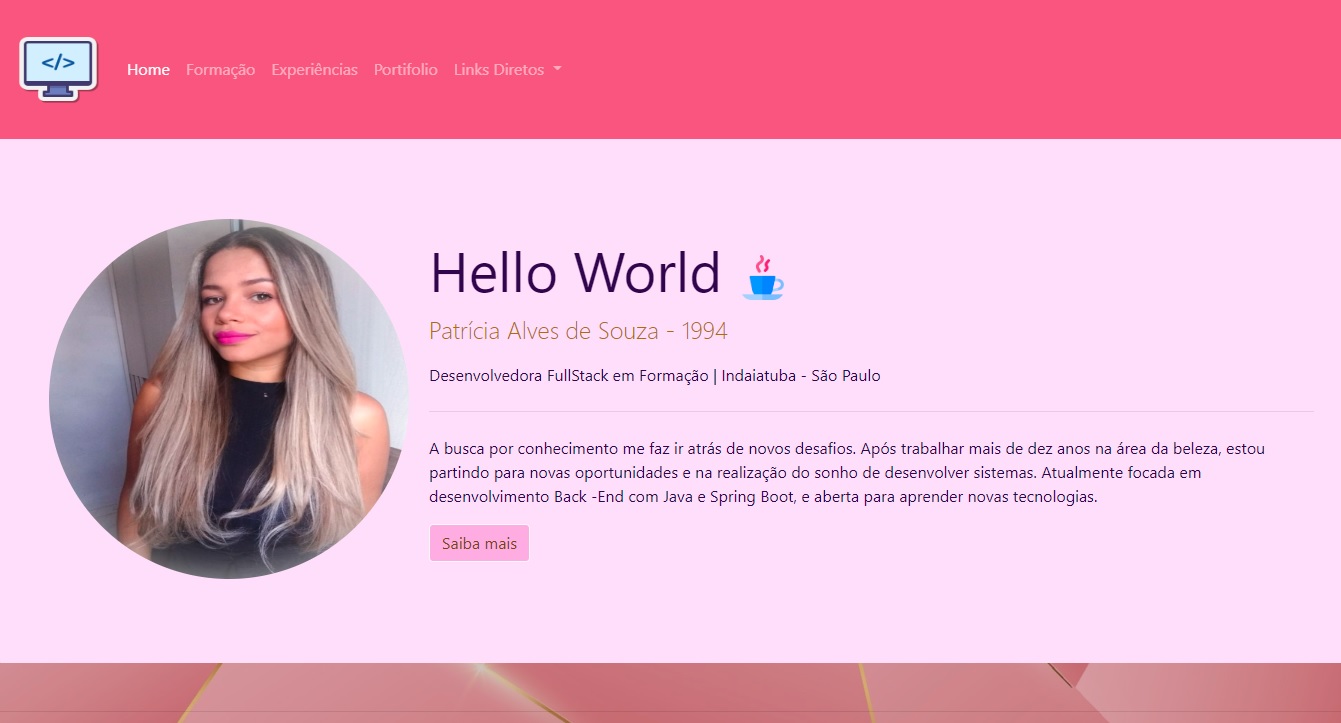 </>
Home Formação Experiências Portifolio Links Diretos
Hello World
Patrícia Alves de Souza - 1994
Desenvolvedora FullStack em Formação | Indaiatuba - São Paulo
A busca por conhecimento me faz ir atrás de novos desafios. Após trabalhar mais de dez anos na área da beleza, estou
partindo para novas oportunidades e na realização do sonho de desenvolver sistemas. Atualmente focada em
desenvolvimento Back -End com Java e Spring Boot, e aberta para aprender novas tecnologias.
Saiba mais